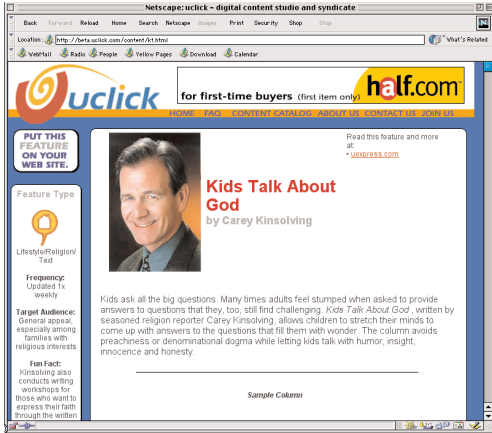 Netscape: uclick - digital content studio and syndicate
Back Forward Reload Home Search Netscape Images Print Security Shop Stop
Location: http://beta.uclick.com/content/kt.html What's Related
WebMail Radio People Yellow Pages Download Calendar
uclick
for first-time buyers (first item only) half.com™
HOME FAQ CONTENT CATALOG ABOUT US CONTACT US JOIN US
PUT THIS
FEATURE
ON YOUR
WEB SITE.
Feature Type
Lifestyle/Religion/
Text
Frequency:
Updated 1x
weekly
Target Audience:
General appeal,
especially among
families with
religious interests
Fun Fact:
Kinsolving also
conducts writing
workshops for
those who want to
express their faith
through the written
Read this feature and more
at:
• uexpress.com
Kids Talk About
God
by Carey Kinsolving
Kids ask all the big questions. Many times adults feel stumped when asked to provide
answers to questions that they, too, still find challenging. Kids Talk About God , written by
seasoned religion reporter Carey Kinsolving, allows children to stretch their minds to
come up with answers to the questions that fill them with wonder. The column avoids
preachiness or denominational dogma while letting kids talk with humor, insight,
innocence and honesty.
Sample Column